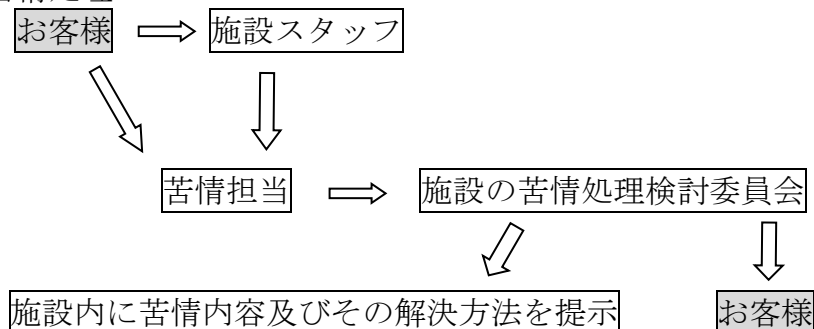 お客様 施設スタッフ
苦情担当 施設の苦情処理検討委員会
施設内に苦情内容及びその解決方法を提示 お客様